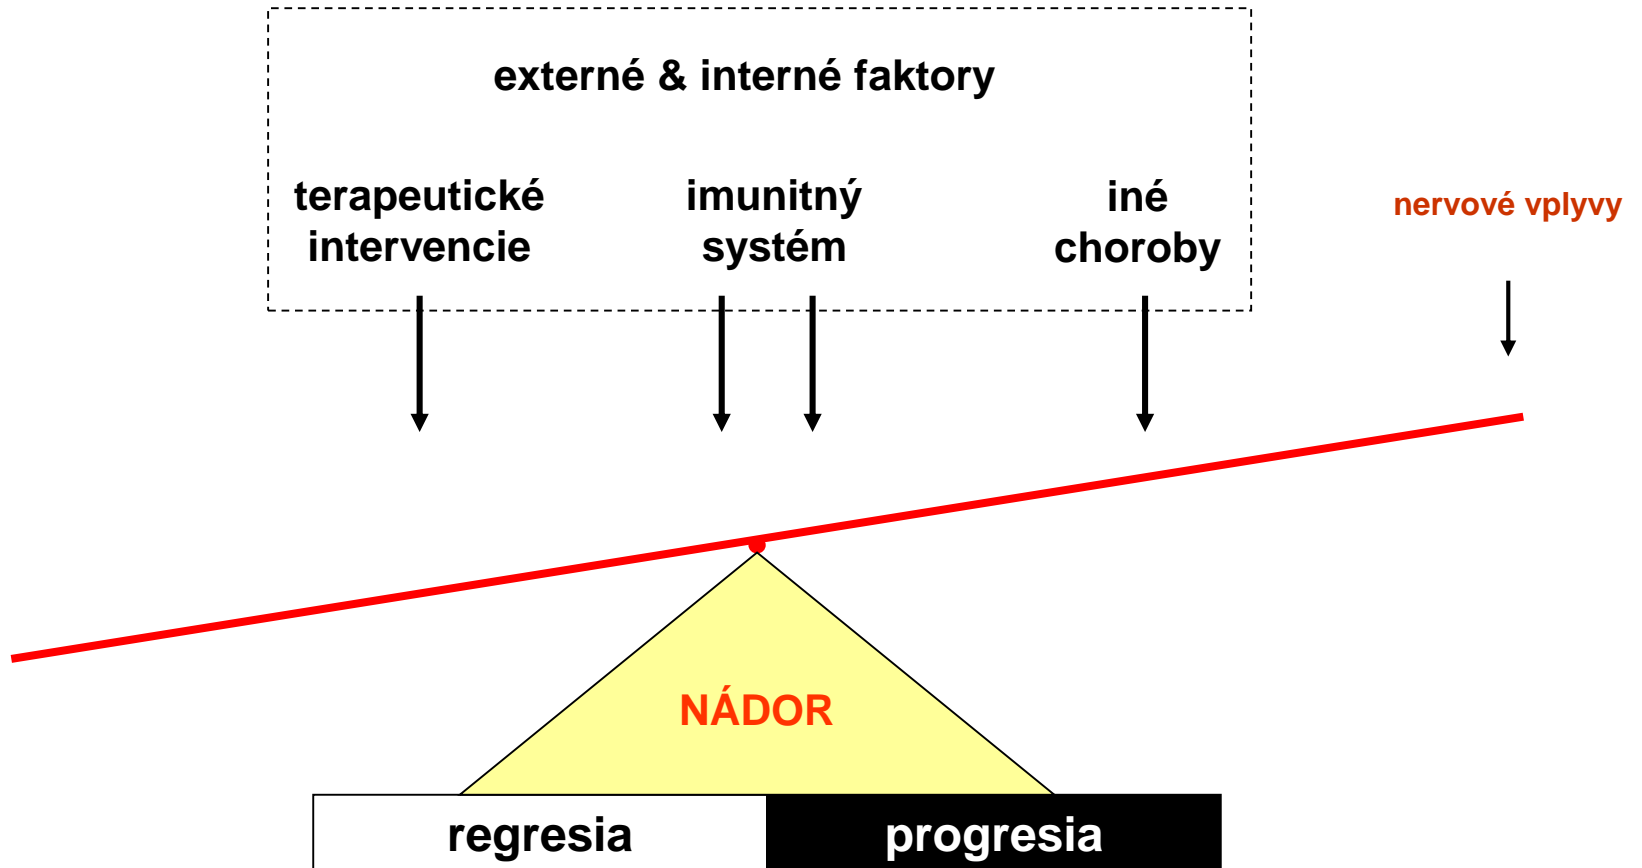 externé & interné faktory
terapeutické
intervencie
imunitný
systém
iné
choroby
nervové vplyvy
NÁDOR
regresia
progresia